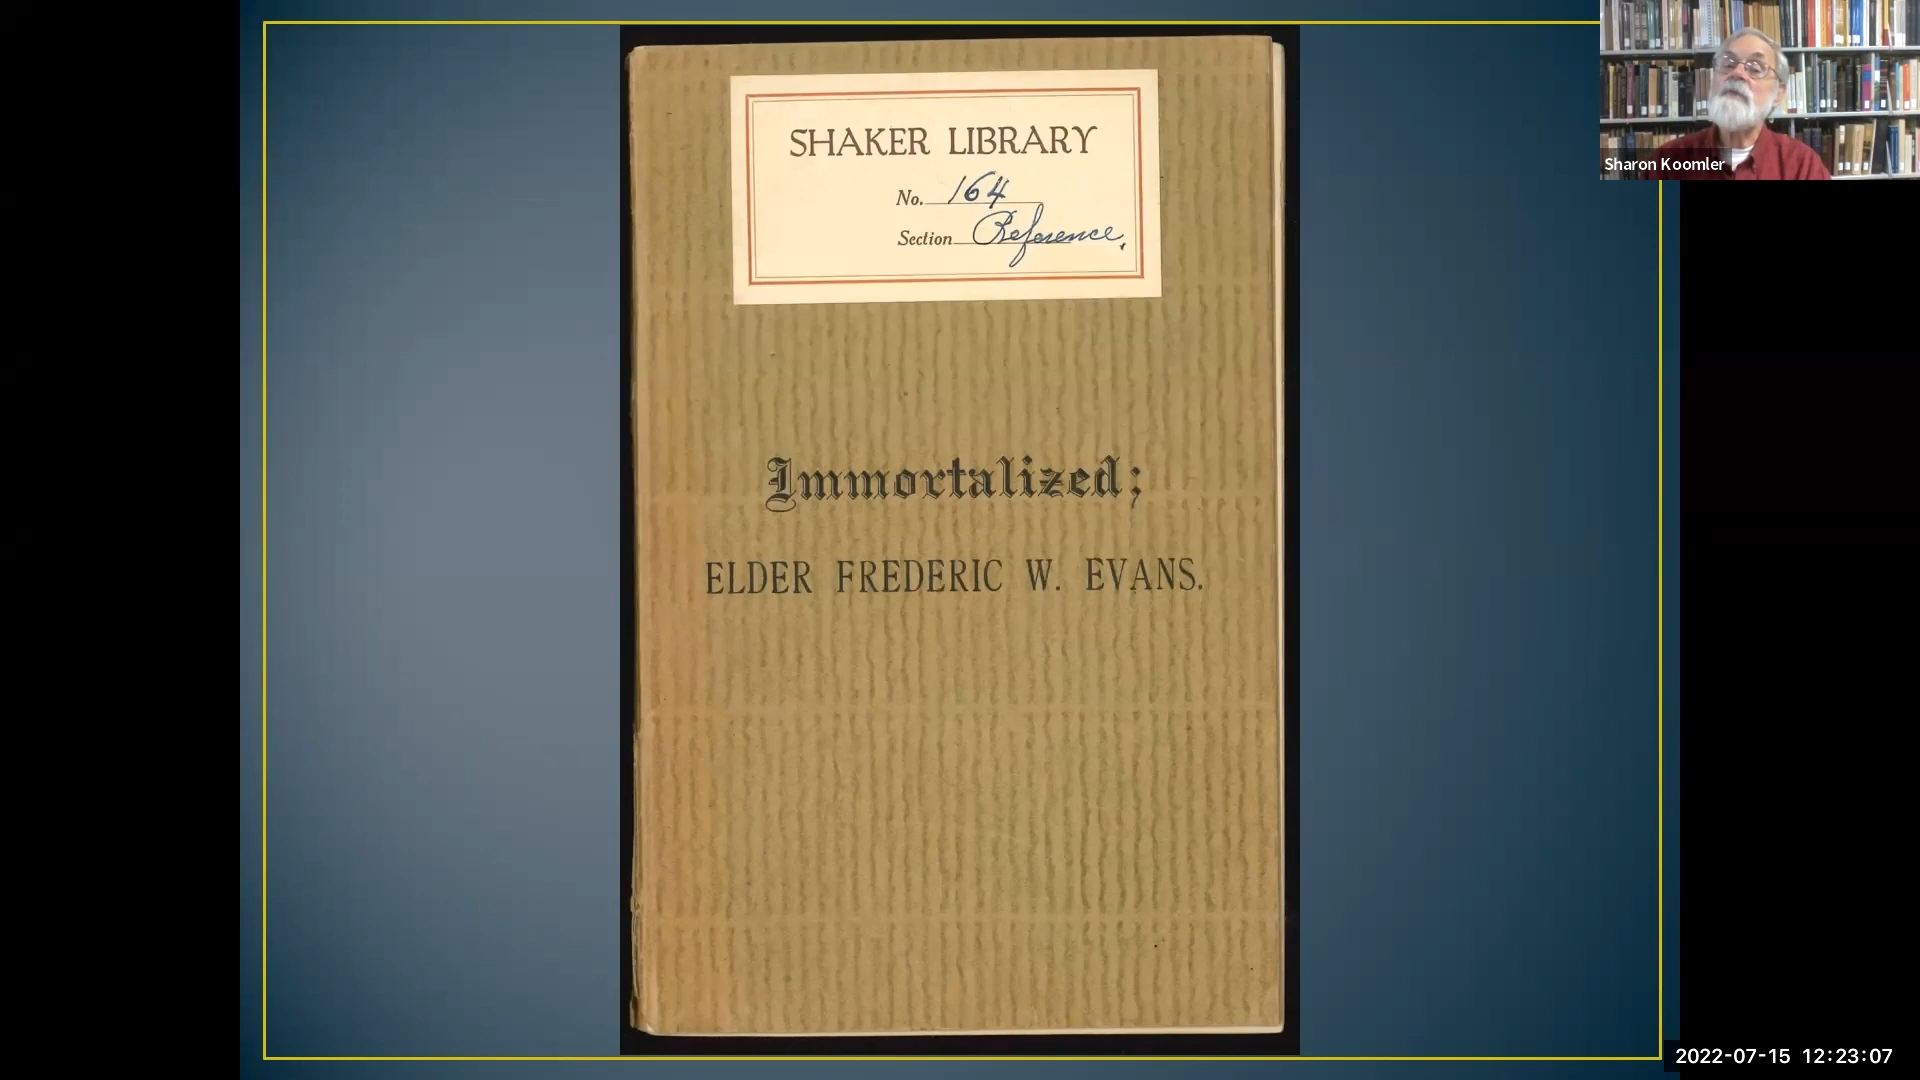 SHAKER LIBRARY
No. 164
Section Reference.
Immortalized;
ELDER FREDERIC W. EVANS.
Sharon Koomler
2022-07-15 12:23:07